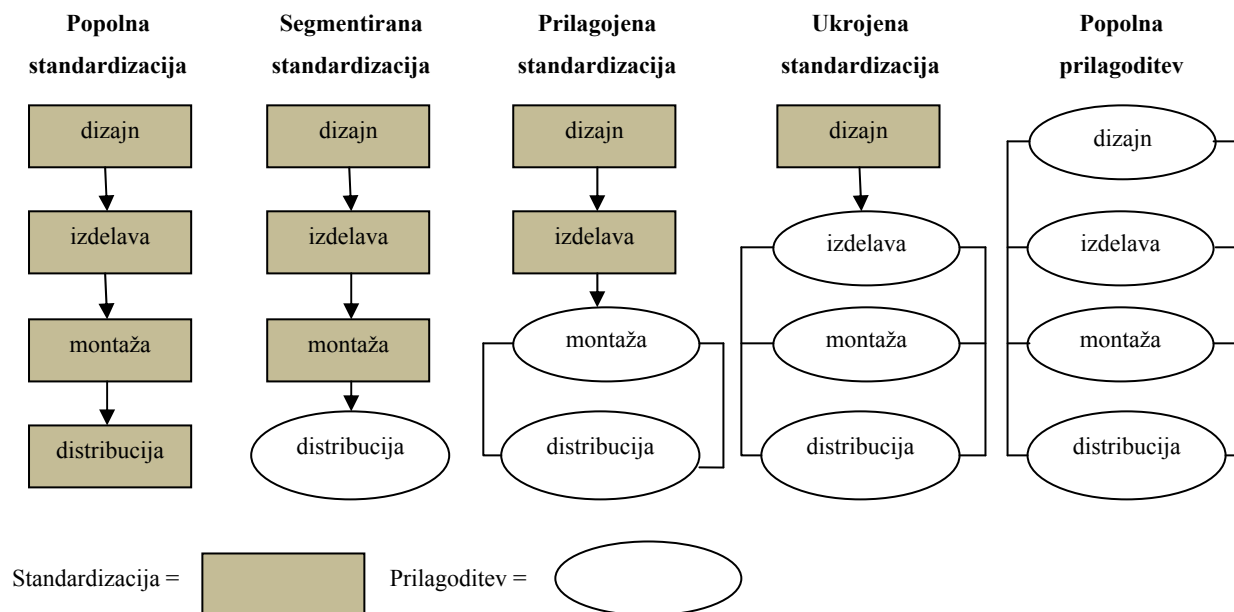 Popolna
standardizacija
dizajn
izdelava
montaža
distribucija
Segmentirana
standardizacija
dizajn
izdelava
montaža
distribucija
Prilagojena
standardizacija
dizajn
izdelava
montaža
distribucija
Ukrojena
standardizacija
dizajn
izdelava
montaža
distribucija
Popolna
prilagoditev
dizajn
izdelava
montaža
distribucija
Standardizacija =
Prilagoditev =